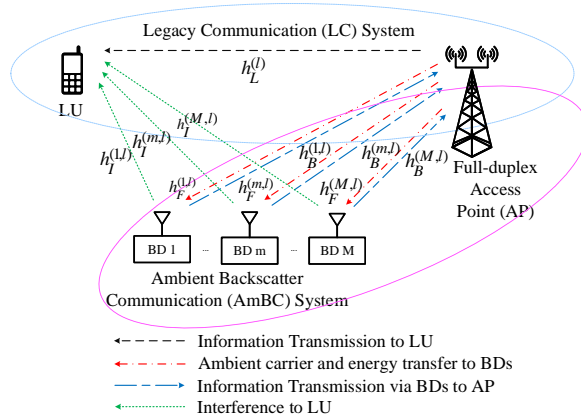 Legacy Communication (LC) System
h_L^{(l)}
LU
h_I^{(1,l)}
h_I^{(m,l)}
h_I^{(M,l)}
h_F^{(1,l)}
h_B^{(1,l)}
h_F^{(m,l)}
h_B^{(m,l)}
h_F^{(M,l)}
h_B^{(M,l)}
Full-duplex
Access
Point (AP)
BD 1 ... BD m ... BD M
Ambient Backscatter
Communication (AmBC) System
Information Transmission to LU
Ambient carrier and energy transfer to BDs
Information Transmission via BDs to AP
Interference to LU